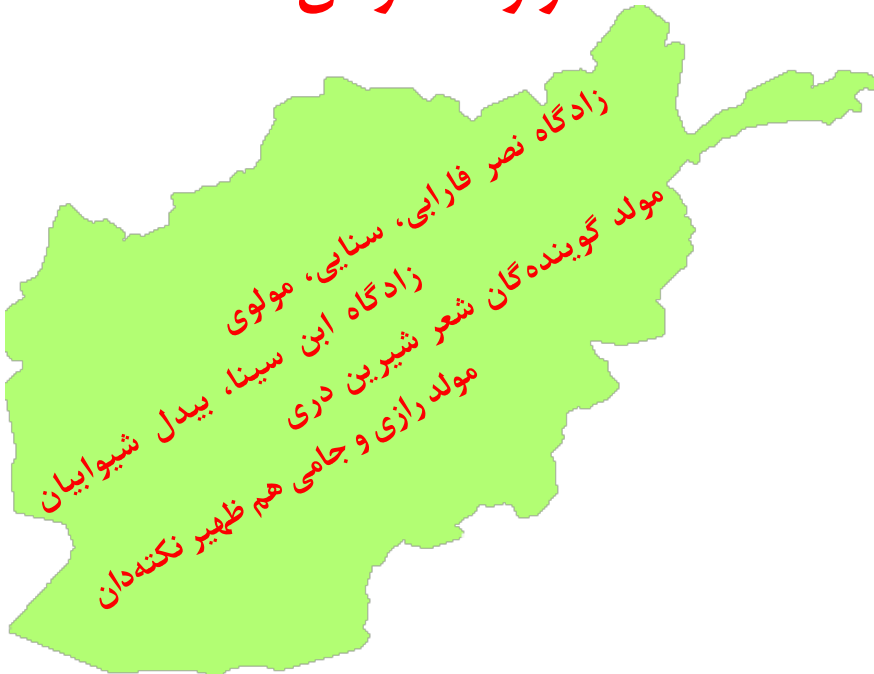 زادگاه نصر فارابی، سنایی، مولوی
مولد گوینده‌گان شعر شیرین دری
زادگاه ابن سینا، بیدل شیوابیان
مولد رازی و جامی هم ظهیر نکته‌دان